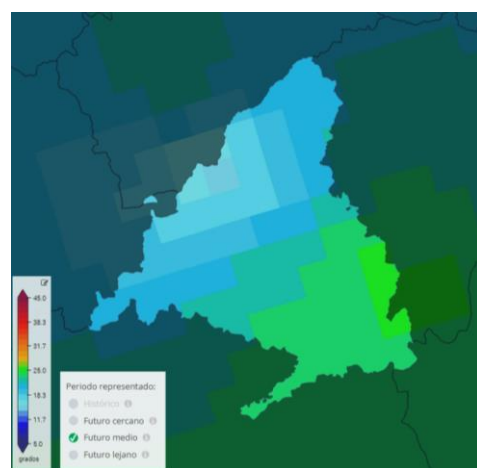 45.0
38.3
31.7
25.0
18.3
11.7
5.0
grados
Periodo representado:
Histórico
Futuro cercano
Futuro medio
Futuro lejano